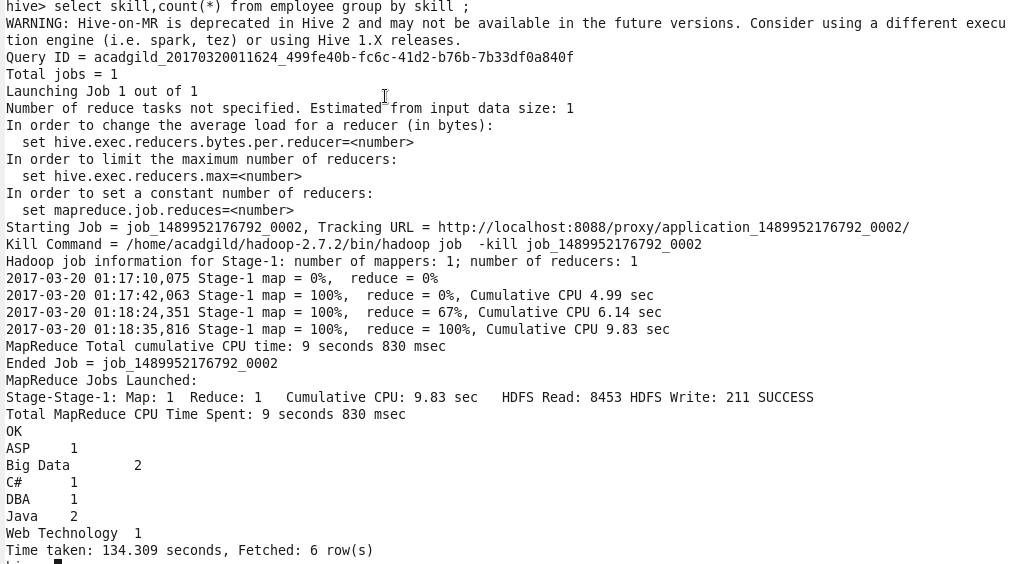 hive> select skill,count(*) from employee group by skill ;
WARNING: Hive-on-MR is deprecated in Hive 2 and may not be available in the future versions. Consider using a different execu
tion engine (i.e. spark, tez) or using Hive 1.X releases.
Query ID = acadgild_20170320011624_499fe40b-fc6c-41d2-b76b-7b33df0a840f
Total jobs = 1
Launching Job 1 out of 1
Number of reduce tasks not specified. Estimated from input data size: 1
In order to change the average load for a reducer (in bytes):
  set hive.exec.reducers.bytes.per.reducer=<number>
In order to limit the maximum number of reducers:
  set hive.exec.reducers.max=<number>
In order to set a constant number of reducers:
  set mapreduce.job.reduces=<number>
Starting Job = job_1489952176792_0002, Tracking URL = http://localhost:8088/proxy/application_1489952176792_0002/
Kill Command = /home/acadgild/hadoop-2.7.2/bin/hadoop job  -kill job_1489952176792_0002
Hadoop job information for Stage-1: number of mappers: 1; number of reducers: 1
2017-03-20 01:17:10,075 Stage-1 map = 0%,  reduce = 0%
2017-03-20 01:17:42,063 Stage-1 map = 100%,  reduce = 0%, Cumulative CPU 4.99 sec
2017-03-20 01:18:24,351 Stage-1 map = 100%,  reduce = 67%, Cumulative CPU 6.14 sec
2017-03-20 01:18:35,816 Stage-1 map = 100%,  reduce = 100%, Cumulative CPU 9.83 sec
MapReduce Total cumulative CPU time: 9 seconds 830 msec
Ended Job = job_1489952176792_0002
MapReduce Jobs Launched:
Stage-Stage-1: Map: 1  Reduce: 1   Cumulative CPU: 9.83 sec   HDFS Read: 8453 HDFS Write: 211 SUCCESS
Total MapReduce CPU Time Spent: 9 seconds 830 msec
OK
ASP     1
Big Data        2
C#      1
DBA     1
Java    2
Web Technology  1
Time taken: 134.309 seconds, Fetched: 6 row(s)